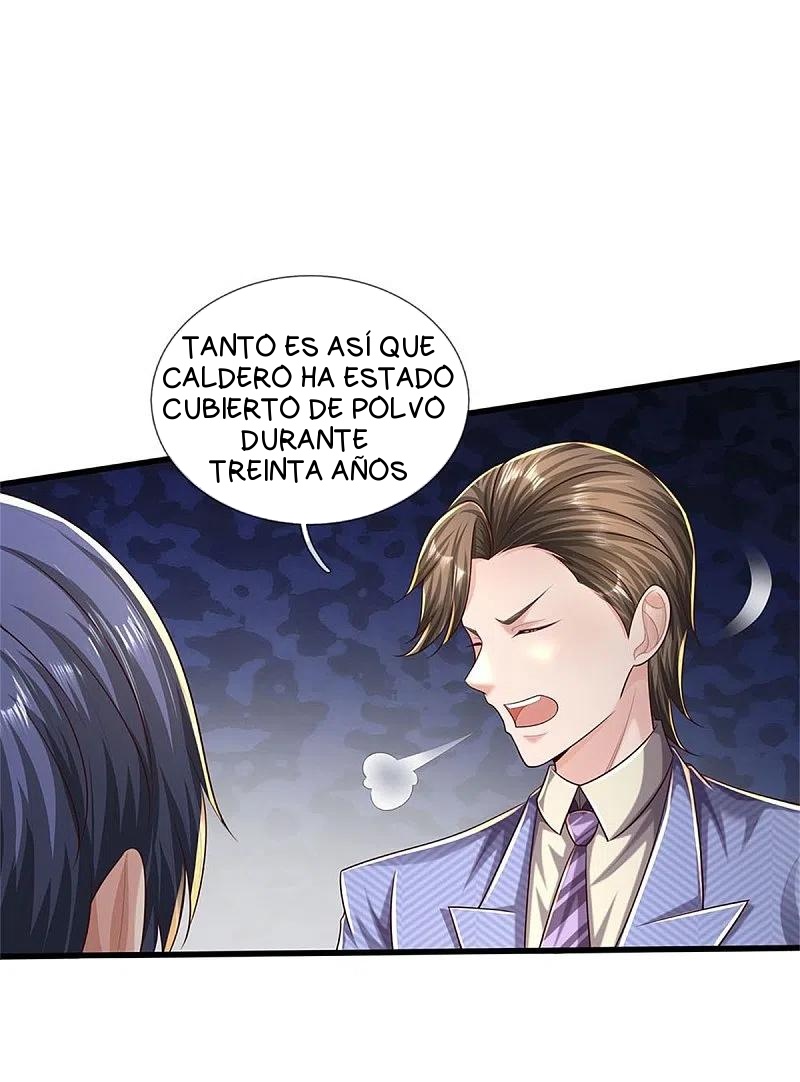 TANTO ES ASÍ QUE
CALDERO HA ESTADO
CUBIERTO DE POLVO
DURANTE
TREINTA AÑOS